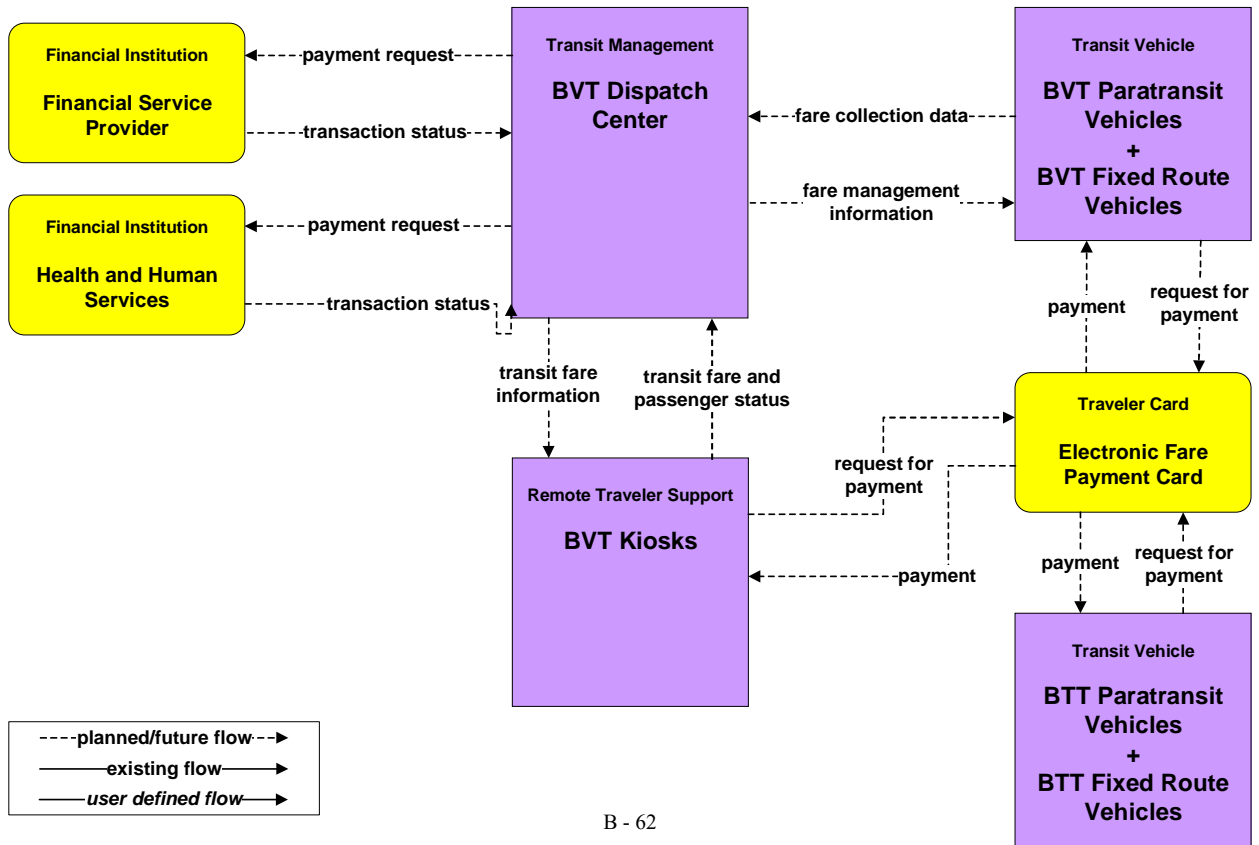 Financial Institution
Financial Service
Provider
payment request
transaction status
Financial Institution
Health and Human
Services
payment request
transaction status
Transit Management
BVT Dispatch
Center
fare collection data
fare management
information
Transit Vehicle
BVT Paratransit
Vehicles
+
BVT Fixed Route
Vehicles
payment
request for
payment
transit fare
information
transit fare and
passenger status
Traveler Card
Electronic Fare
Payment Card
Remote Traveler Support
BVT Kiosks
request for
payment
payment
payment
request for
payment
Transit Vehicle
BTT Paratransit
Vehicles
+
BTT Fixed Route
Vehicles
planned/future flow
existing flow
user defined flow
B - 62